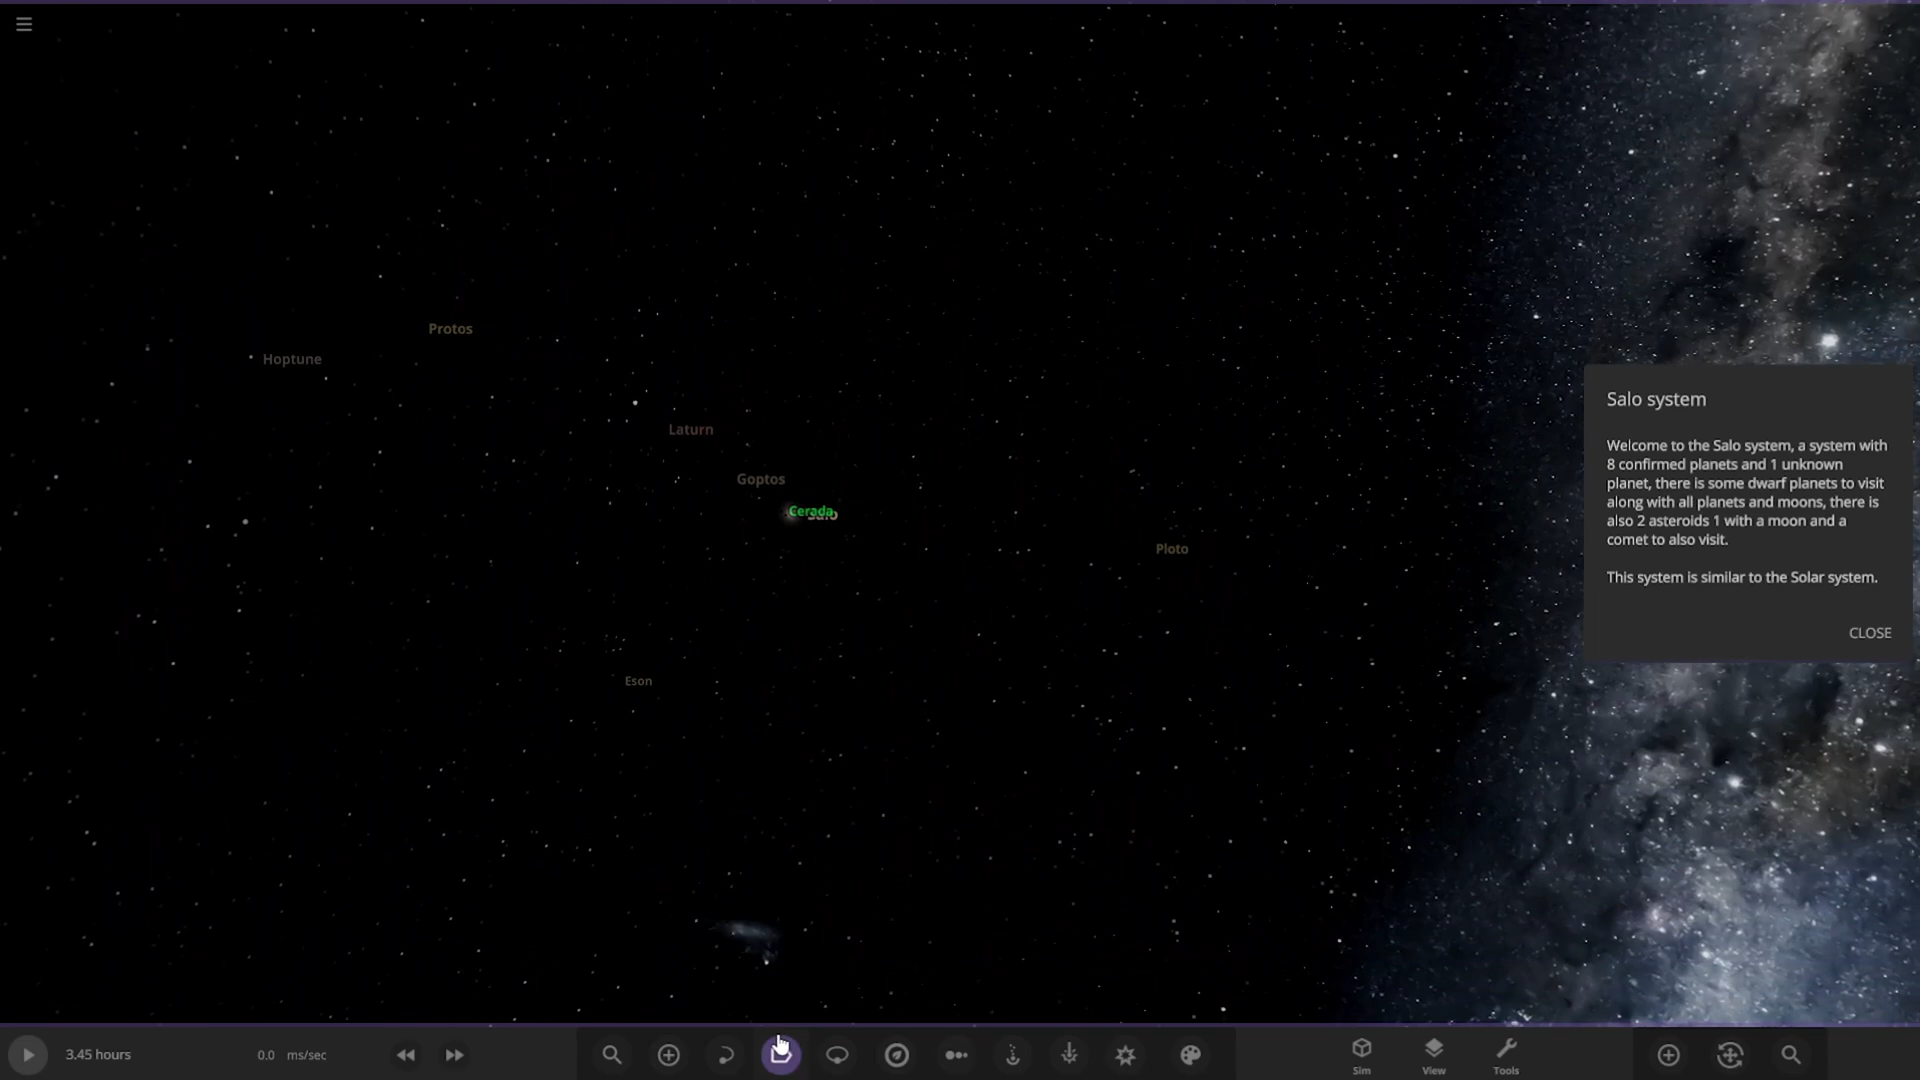 Protos
Hoptune
Laturn
Goptos
Cerada
Salo
Ploto
Eson
Salo system
Welcome to the Salo system, a system with
8 confirmed planets and 1 unknown
planet, there is some dwarf planets to visit
along with all planets and moons, there is
also 2 asteroids 1 with a moon and a
comet to also visit.
This system is similar to the Solar system.
CLOSE
3.45 hours
0.0 ms/sec
Sim
View
Tools